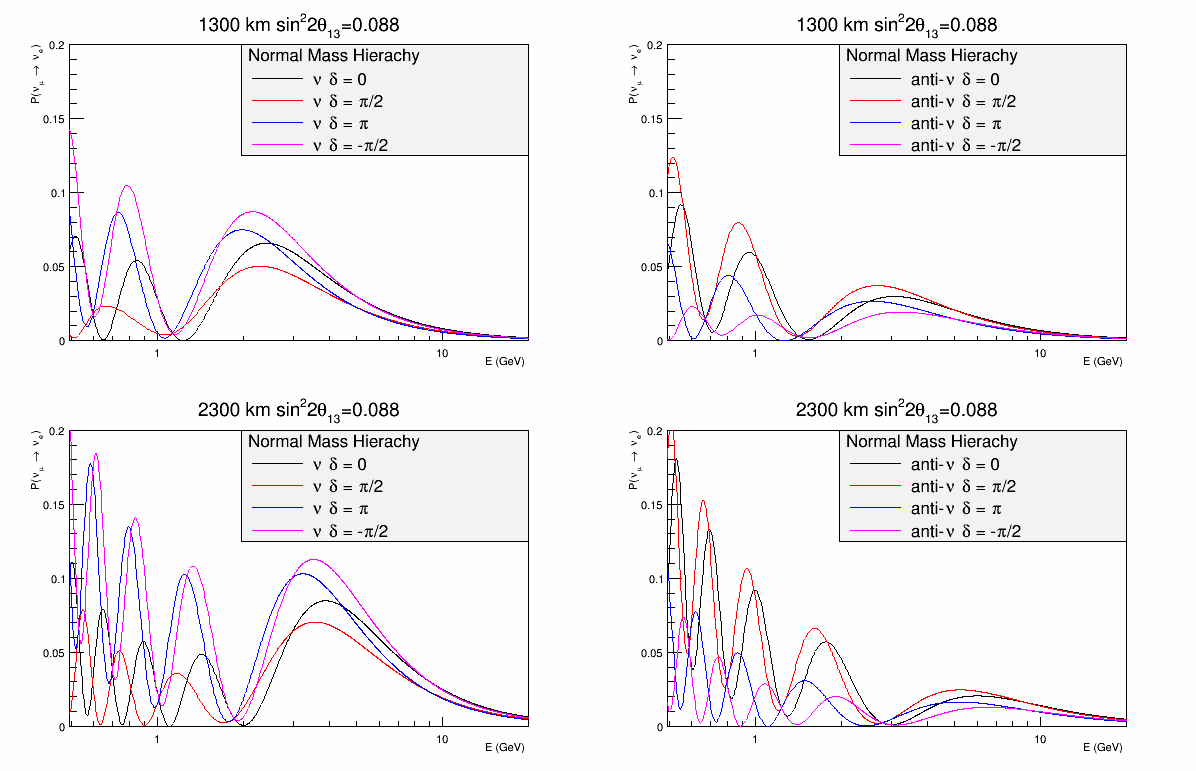 1300 km sin²2θ₁₃=0.088
P(ν_μ → ν_e)
0.2
0.15
0.1
0.05
0
Normal Mass Hierachy
ν δ = 0
ν δ = π/2
ν δ = π
ν δ = -π/2
1
10
E (GeV)
1300 km sin²2θ₁₃=0.088
P(ν_μ → ν_e)
0.2
0.15
0.1
0.05
0
Normal Mass Hierachy
anti-ν δ = 0
anti-ν δ = π/2
anti-ν δ = π
anti-ν δ = -π/2
1
10
E (GeV)
2300 km sin²2θ₁₃=0.088
P(ν_μ → ν_e)
0.2
0.15
0.1
0.05
0
Normal Mass Hierachy
ν δ = 0
ν δ = π/2
ν δ = π
ν δ = -π/2
1
10
E (GeV)
2300 km sin²2θ₁₃=0.088
P(ν_μ → ν_e)
0.2
0.15
0.1
0.05
0
Normal Mass Hierachy
anti-ν δ = 0
anti-ν δ = π/2
anti-ν δ = π
anti-ν δ = -π/2
1
10
E (GeV)